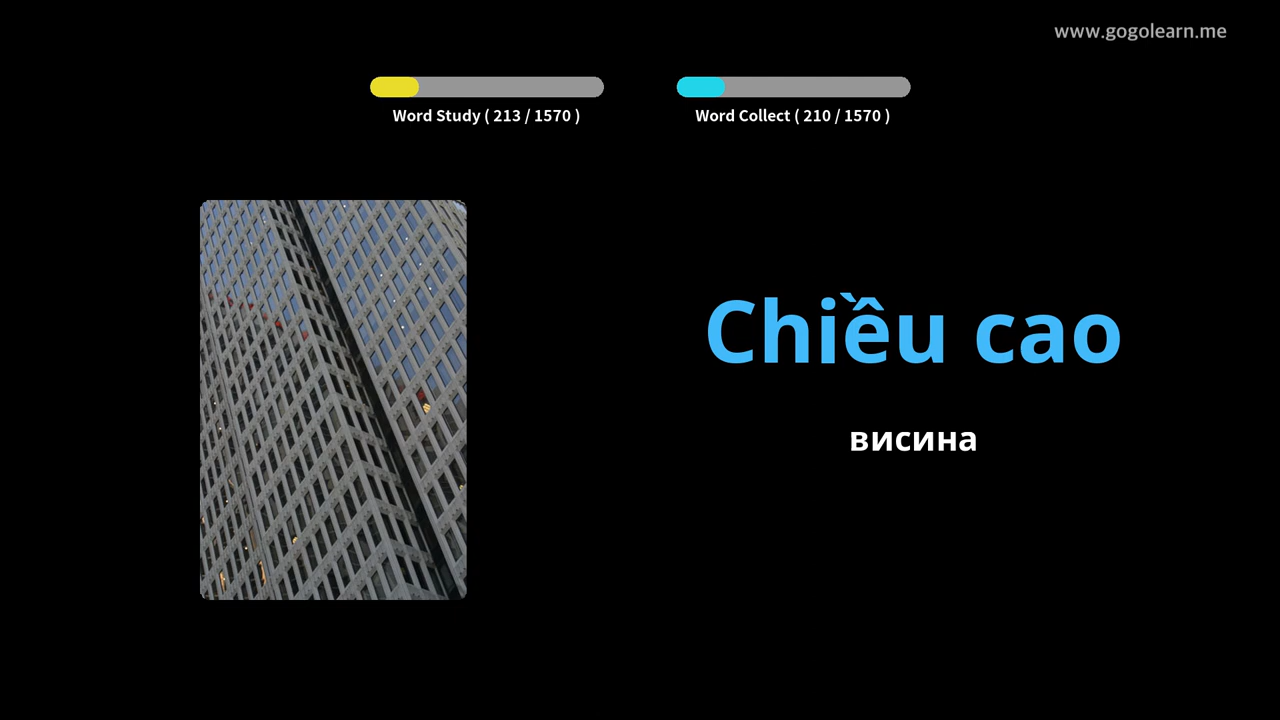 www.gogolearn.me
Word Study ( 213 / 1570 )
Word Collect ( 210 / 1570 )
Chiều cao
висина